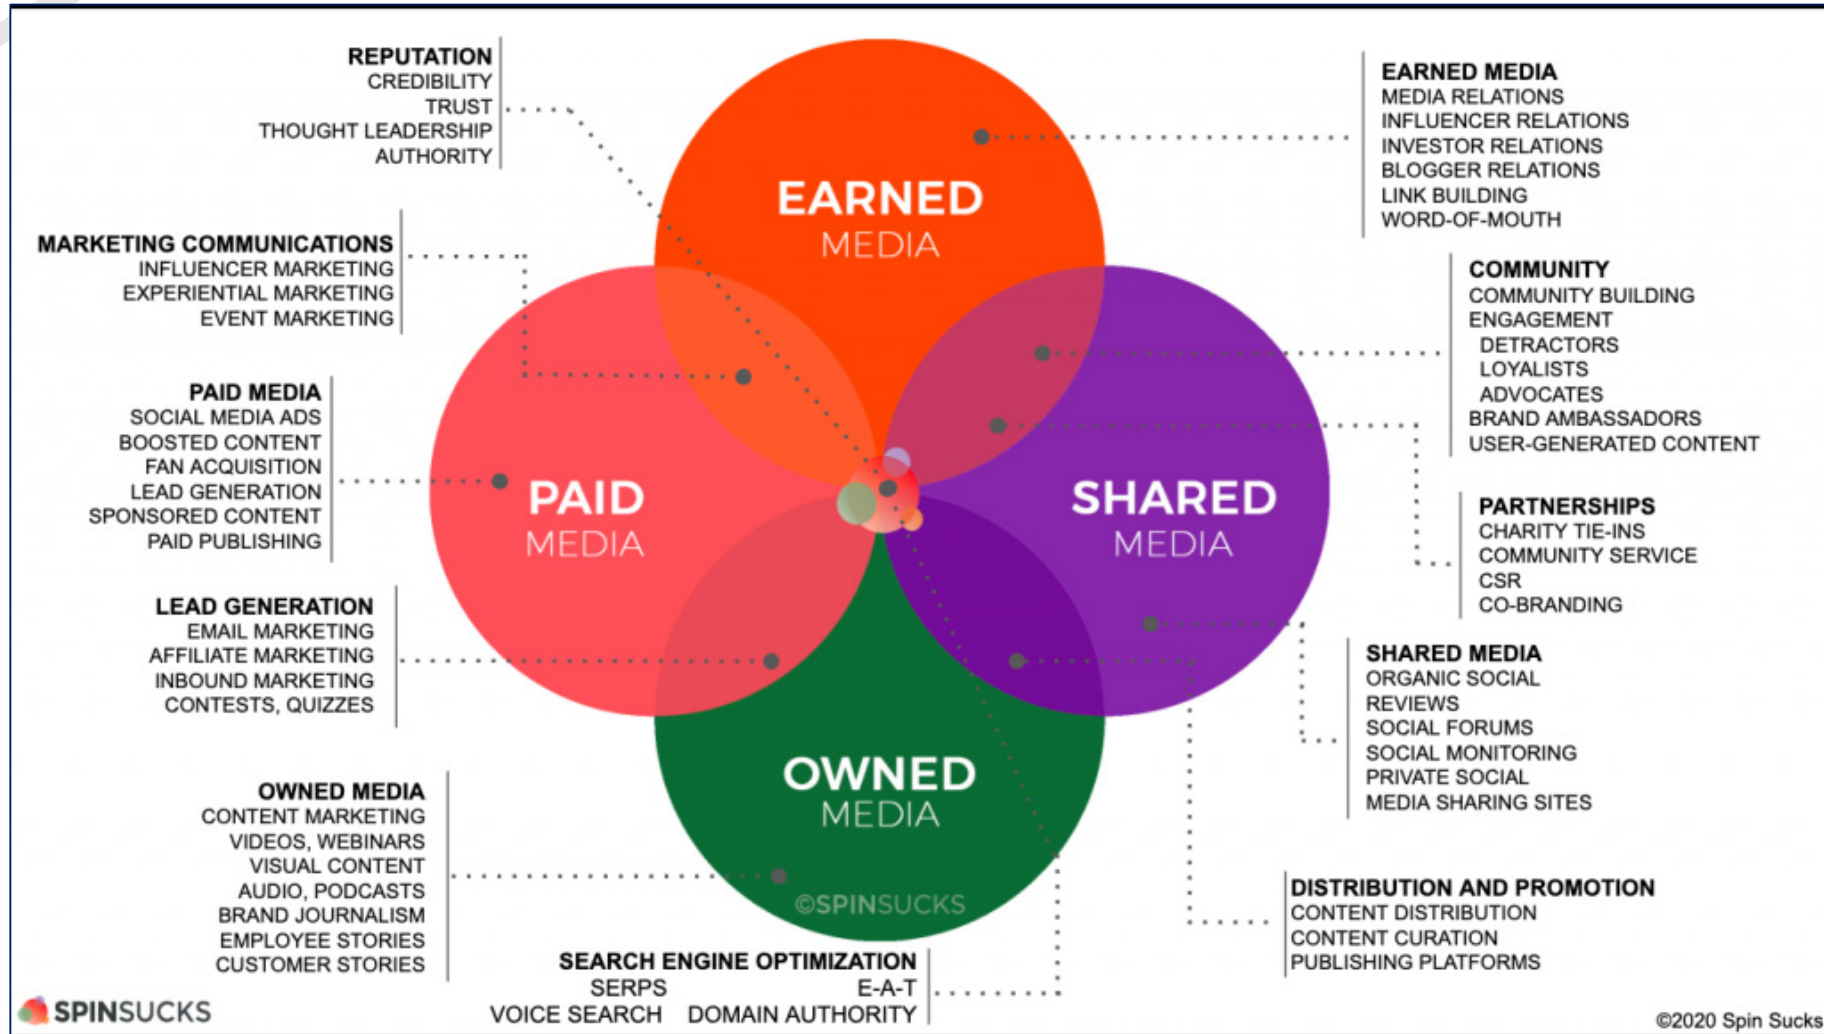 REPUTATION
CREDIBILITY
TRUST
THOUGHT LEADERSHIP
AUTHORITY
MARKETING COMMUNICATIONS
INFLUENCER MARKETING
EXPERIENTIAL MARKETING
EVENT MARKETING
PAID MEDIA
SOCIAL MEDIA ADS
BOOSTED CONTENT
FAN ACQUISITION
LEAD GENERATION
SPONSORED CONTENT
PAID PUBLISHING
LEAD GENERATION
EMAIL MARKETING
AFFILIATE MARKETING
INBOUND MARKETING
CONTESTS, QUIZZES
OWNED MEDIA
CONTENT MARKETING
VIDEOS, WEBINARS
VISUAL CONTENT
AUDIO, PODCASTS
BRAND JOURNALISM
EMPLOYEE STORIES
CUSTOMER STORIES
EARNED
MEDIA
PAID
MEDIA
SHARED
MEDIA
OWNED
MEDIA
©SPINSUCKS
SEARCH ENGINE OPTIMIZATION
SERPS E-A-T
VOICE SEARCH DOMAIN AUTHORITY
EARNED MEDIA
MEDIA RELATIONS
INFLUENCER RELATIONS
INVESTOR RELATIONS
BLOGGER RELATIONS
LINK BUILDING
WORD-OF-MOUTH
COMMUNITY
COMMUNITY BUILDING
ENGAGEMENT
DETRACTORS
LOYALISTS
ADVOCATES
BRAND AMBASSADORS
USER-GENERATED CONTENT
PARTNERSHIPS
CHARITY TIE-INS
COMMUNITY SERVICE
CSR
CO-BRANDING
SHARED MEDIA
ORGANIC SOCIAL
REVIEWS
SOCIAL FORUMS
SOCIAL MONITORING
PRIVATE SOCIAL
MEDIA SHARING SITES
DISTRIBUTION AND PROMOTION
CONTENT DISTRIBUTION
CONTENT CURATION
PUBLISHING PLATFORMS
SPINSUCKS
©2020 Spin Sucks